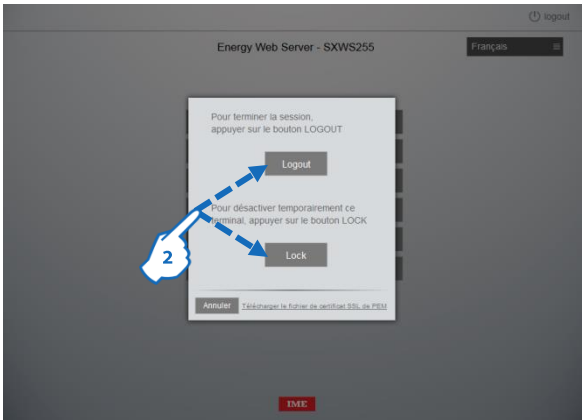 logout
Energy Web Server - SXWS255
Français
Pour terminer la session,
appuyer sur le bouton LOGOUT
Logout
Pour désactiver temporairement ce
terminal, appuyer sur le bouton LOCK
2
Lock
Annuler Télécharger le fichier de certificat SSL de PEM
IME